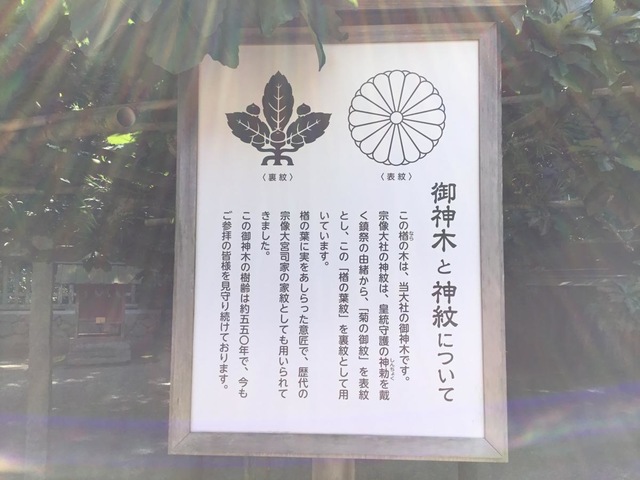 御神木と神紋について
〈表紋〉
〈裏紋〉
この楢の木は、当大社の御神木です。
なら
宗像大社の神紋は、皇統守護の神勅を戴
しんちょく
く鎮祭の由緒から、「菊の御紋」を表紋
とし、この「楢の葉紋」を裏紋として用
いています。
楢の葉に実をあしらった意匠で、歴代の
宗像大宮司家の家紋としても用いられて
きました。
この御神木の樹齢は約五五〇年で、今も
ご参拝の皆様を見守り続けております。